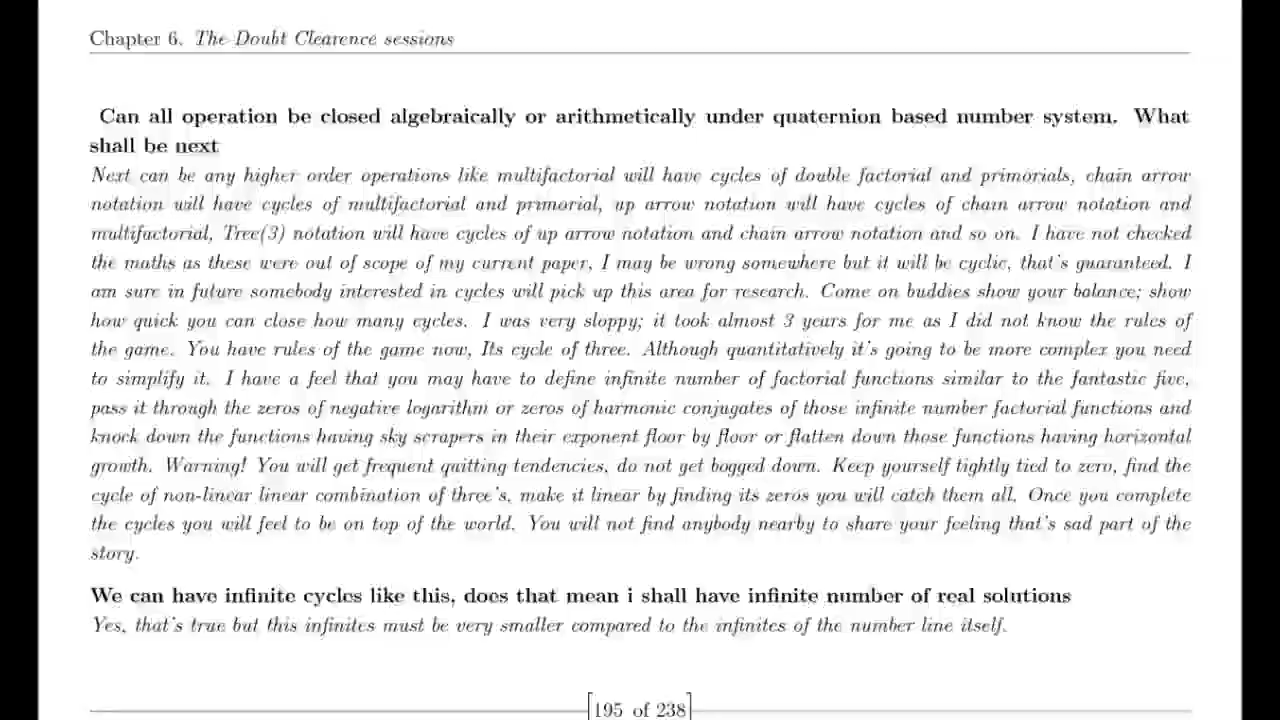 Chapter 6. The Doubt Clearence sessions
Can all operation be closed algebraically or arithmetically under quaternion based number system. What
shall be next
Next can be any higher order operations like multifactorial will have cycles of double factorial and primorials, chain arrow
notation will have cycles of multifactorial and primorial, up arrow notation will have cycles of chain arrow notation and
multifactorial, Tree(3) notation will have cycles of up arrow notation and chain arrow notation and so on. I have not checked
the maths as these were out of scope of my current paper, I may be wrong somewhere but it will be cyclic, that's guaranteed. I
am sure in future somebody interested in cycles will pick up this area for research. Come on buddies show your balance; show
how quick you can close how many cycles. I was very sloppy; it took almost 3 years for me as I did not know the rules of
the game. You have rules of the game now, Its cycle of three. Although quantitatively it's going to be more complex you need
to simplify it. I have a feel that you may have to define infinite number of factorial functions similar to the fantastic five,
pass it through the zeros of negative logarithm or zeros of harmonic conjugates of those infinite number factorial functions and
knock down the functions having sky scrapers in their exponent floor by floor or flatten down those functions having horizontal
growth. Warning! You will get frequent quitting tendencies, do not get bogged down. Keep yourself tightly tied to zero, find the
cycle of non-linear linear combination of three's, make it linear by finding its zeros you will catch them all. Once you complete
the cycles you will feel to be on top of the world. You will not find anybody nearby to share your feeling that's sad part of the
story.
We can have infinite cycles like this, does that mean i shall have infinite number of real solutions
Yes, that's true but this infinites must be very smaller compared to the infinites of the number line itself.
[195 of 238]